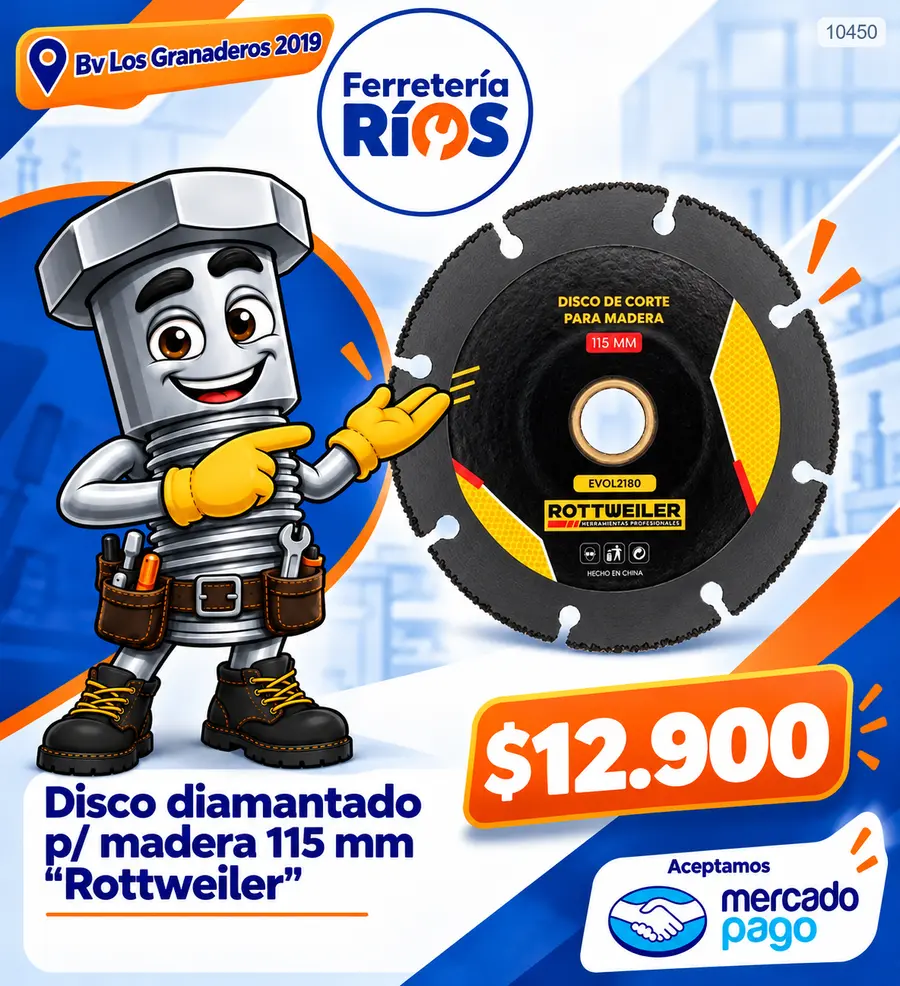 Bv Los Granaderos 2019
10450
Ferretería
Ríos
DISCO DE CORTE
PARA MADERA
115 MM
EVOL2180
ROTTWEILER
HERRAMIENTAS PROFESIONALES
HECHO EN CHINA
$12.900
Disco diamantado
p/ madera 115 mm
“Rottweiler”
Aceptamos
mercado
pago